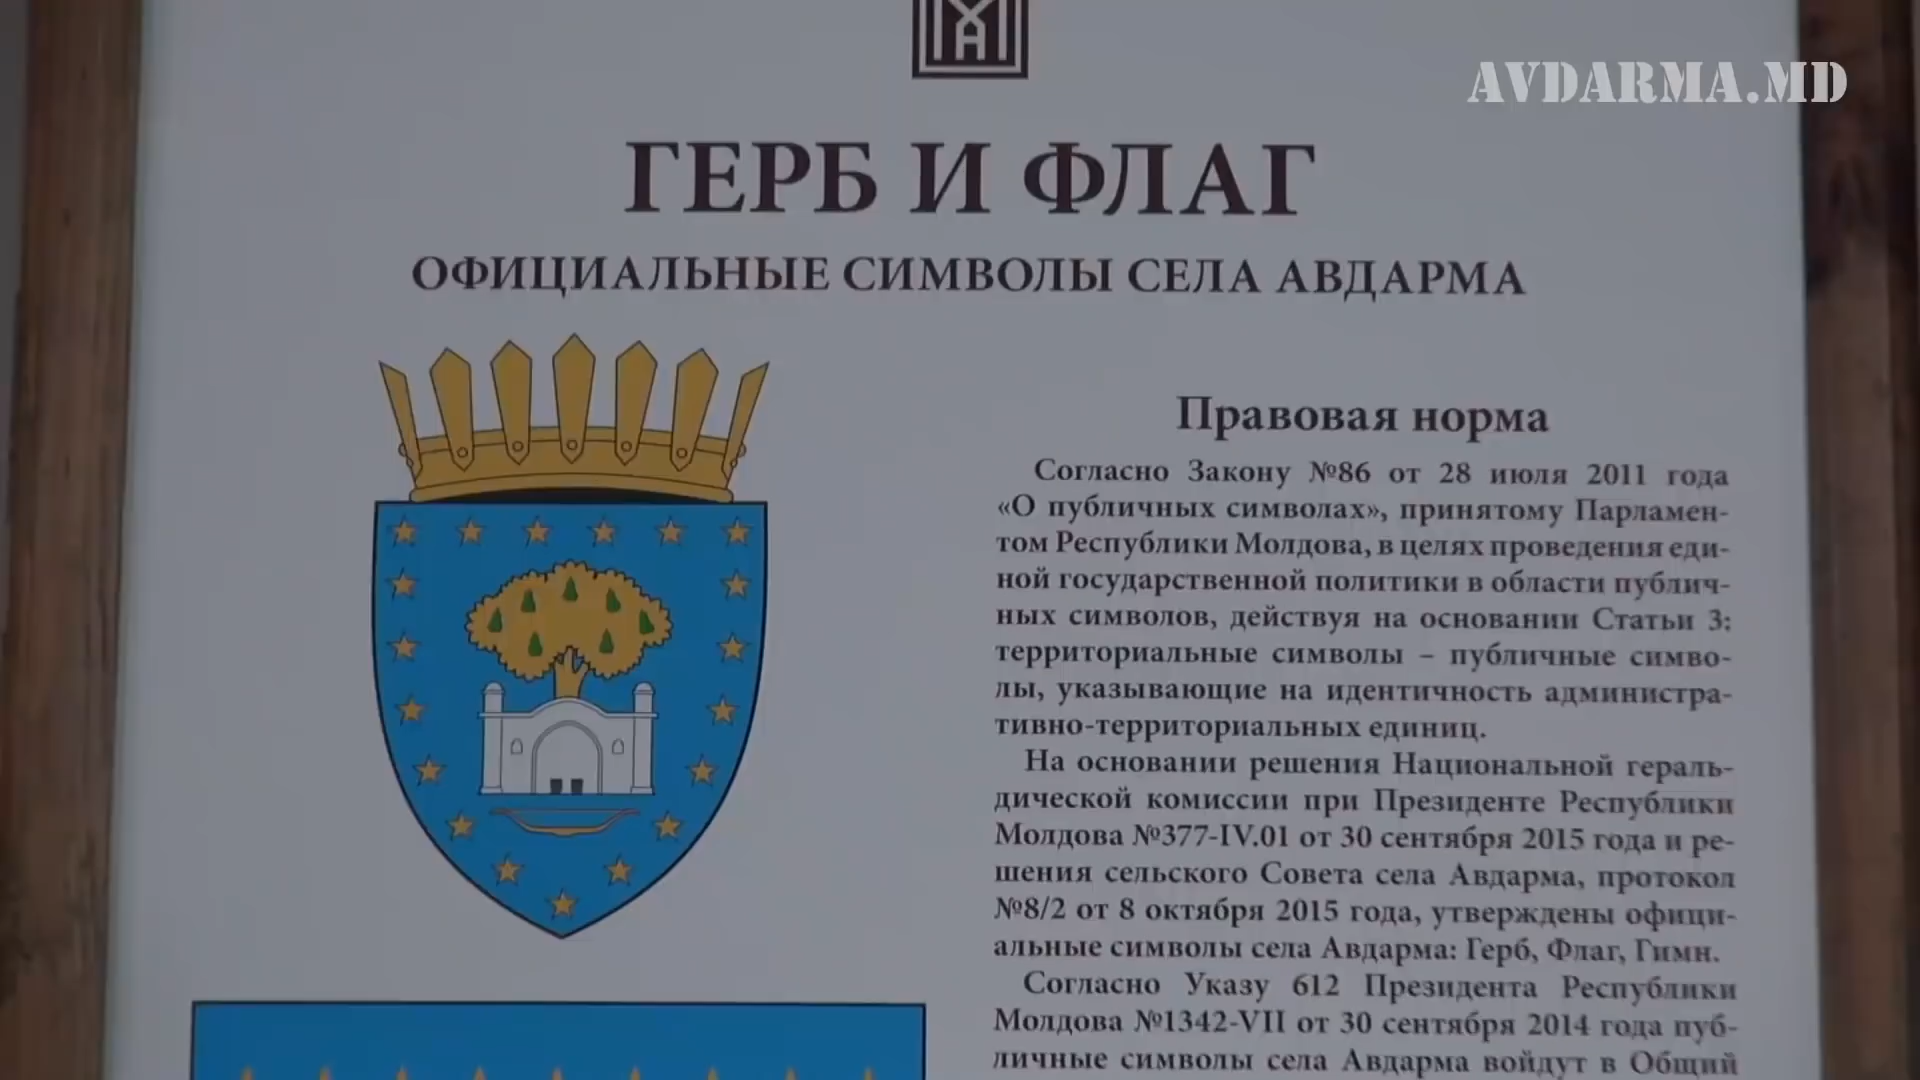 AVDARMA.MD
ГЕРБ И ФЛАГ
ОФИЦИАЛЬНЫЕ СИМВОЛЫ СЕЛА АВДАРМА
Правовая норма
Согласно Закону №86 от 28 июля 2011 года
«О публичных символах», принятому Парламен-
том Республики Молдова, в целях проведения еди-
ной государственной политики в области публич-
ных символов, действуя на основании Статьи 3:
территориальные символы – публичные симво-
лы, указывающие на идентичность администра-
тивно-территориальных единиц.
На основании решения Национальной гераль-
дической комиссии при Президенте Республики
Молдова №377-IV.01 от 30 сентября 2015 года и ре-
шения сельского Совета села Авдарма, протокол
№8/2 от 8 октября 2015 года, утверждены офици-
альные символы села Авдарма: Герб, Флаг, Гимн.
Согласно Указу 612 Президента Республики
Молдова №1342-VII от 30 сентября 2014 года пуб-
личные символы села Авдарма войдут в Общий